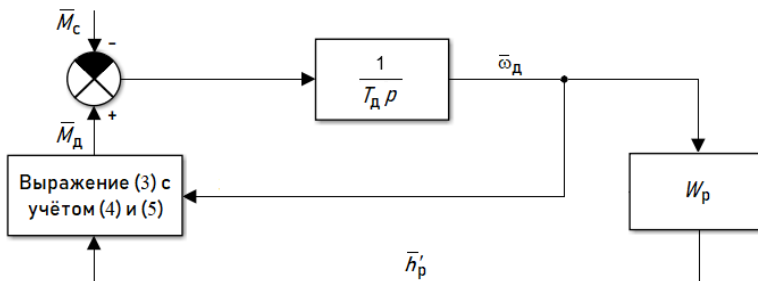 M̅с
−
1
Tд p
ω̅д
+
M̅д
Выражение (3) с
учётом (4) и (5)
Wр
h̅′р